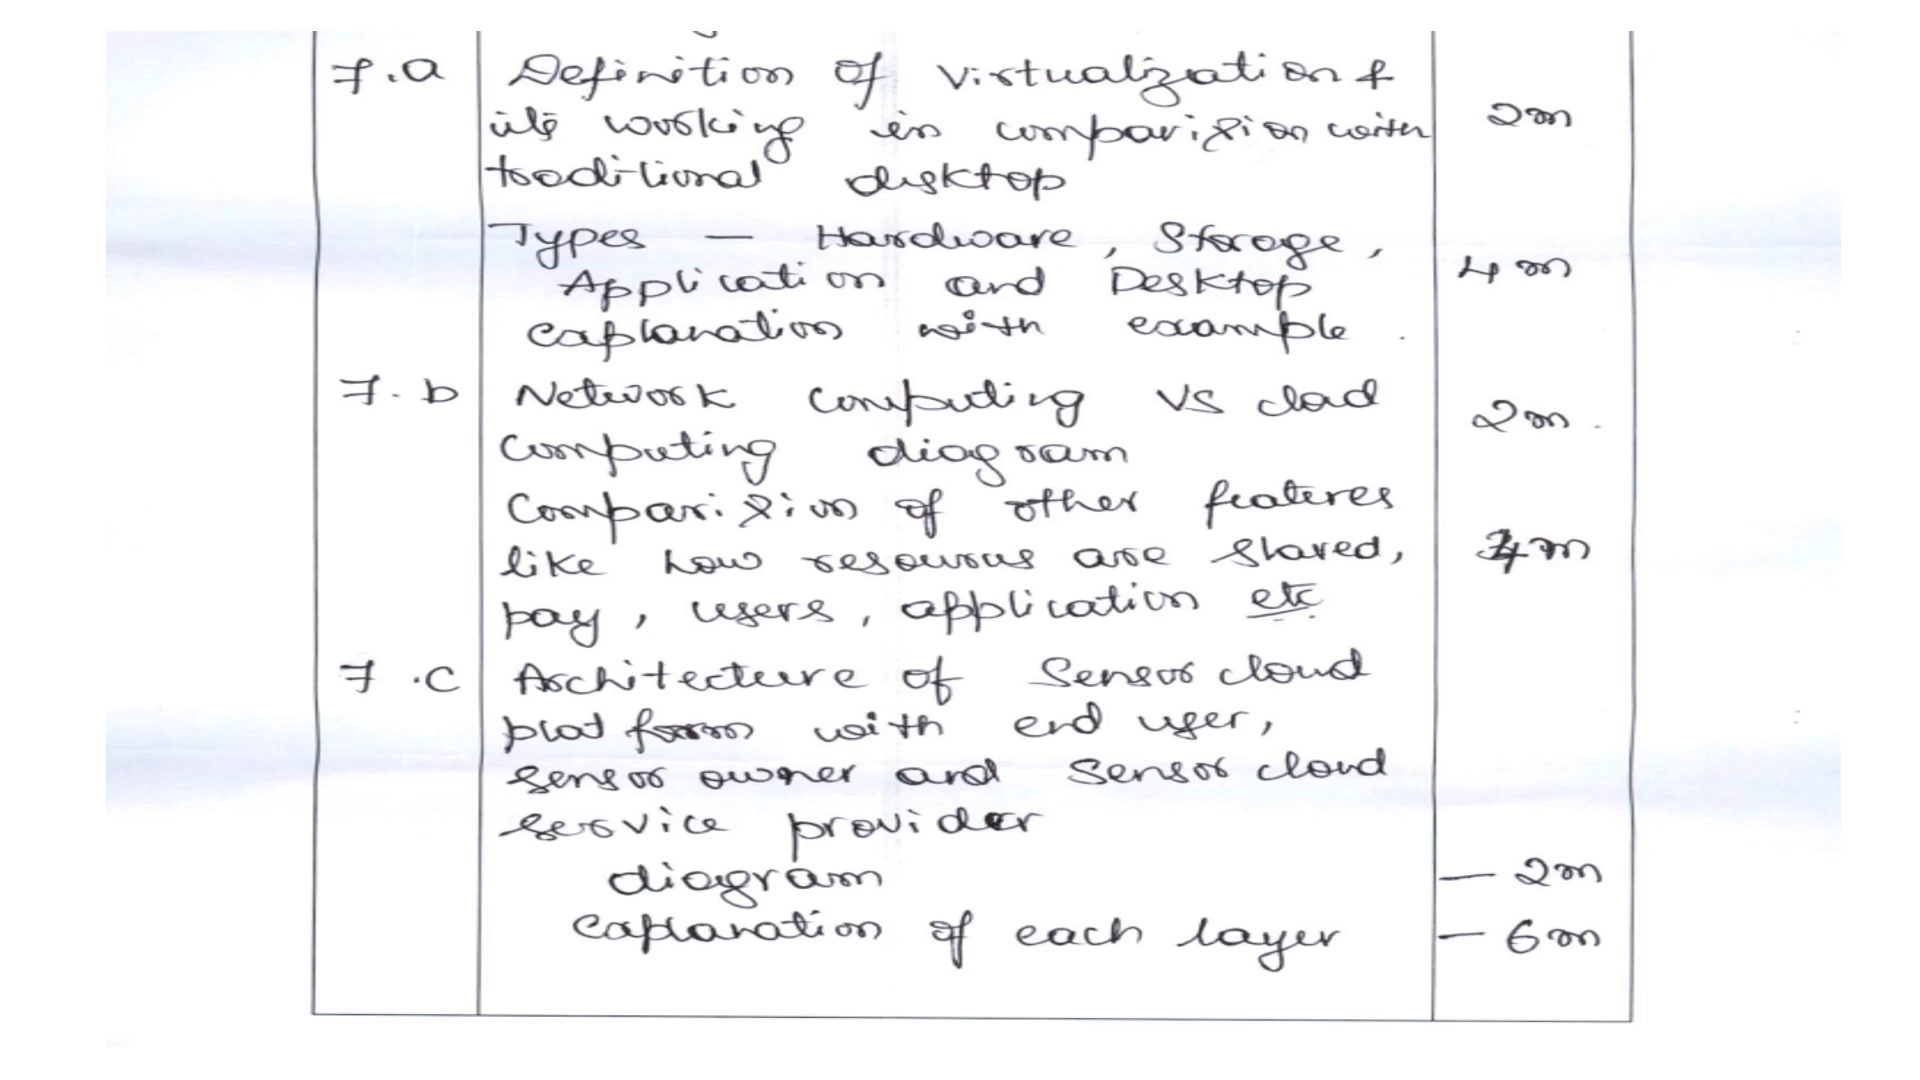 7.a Definition of Virtualization &
its working in comparision with 2m
traditional desktop
Types - Hardware, Storage,
Application and Desktop 4m
explanation with example.
7.b Network computing VS cloud
computing diagram 2m
Comparision of other features
like how resources are shared, 4m
pay, users, application etc
7.c Architecture of Sensor cloud
platform with end user,
sensor owner and Sensor cloud
service provider
diagram - 2m
explanation of each layer - 6m